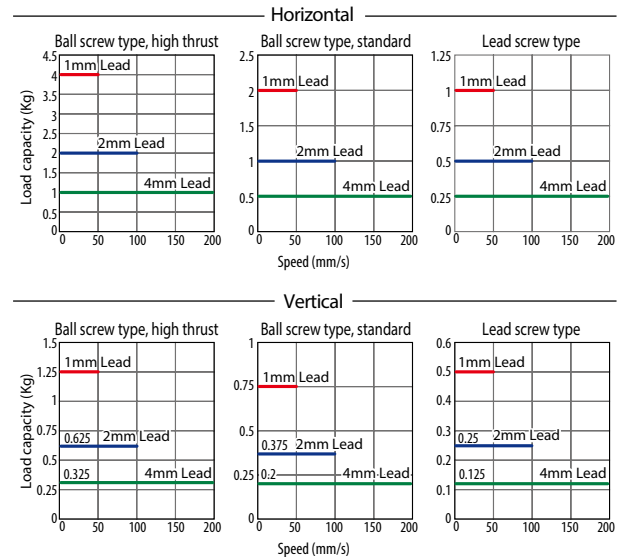 Horizontal
Ball screw type, high thrust
Ball screw type, standard
Lead screw type
Load capacity (Kg)
4.5
4
3.5
3
2.5
2
1.5
1
0.5
0
1mm Lead
2mm Lead
4mm Lead
0 50 100 150 200
2.5
2
1.5
1
0.5
0
1mm Lead
2mm Lead
4mm Lead
0 50 100 150 200
1.25
1
0.75
0.5
0.25
0
1mm Lead
2mm Lead
4mm Lead
0 50 100 150 200
Speed (mm/s)
Vertical
Ball screw type, high thrust
Ball screw type, standard
Lead screw type
Load capacity (Kg)
1.5
1.25
1
0.75
0.5
0.25
0
1mm Lead
0.625 2mm Lead
0.325 4mm Lead
0 50 100 150 200
1
0.75
0.5
0.25
0
1mm Lead
0.375 2mm Lead
0.2 4mm Lead
0 50 100 150 200
0.6
0.5
0.4
0.3
0.2
0.1
0
1mm Lead
0.25 2mm Lead
0.125 4mm Lead
0 50 100 150 200
Speed (mm/s)